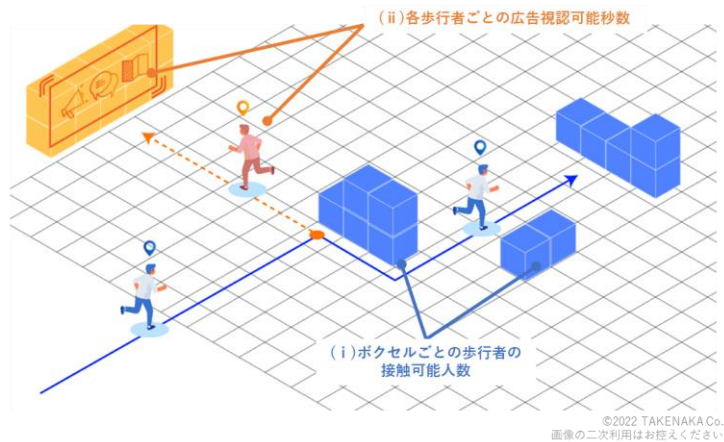 (ⅱ)各歩行者ごとの広告視認可能秒数
(ⅰ)ボクセルごとの歩行者の
接触可能人数
©2022 TAKENAKA Co.
画像の二次利用はお控えください